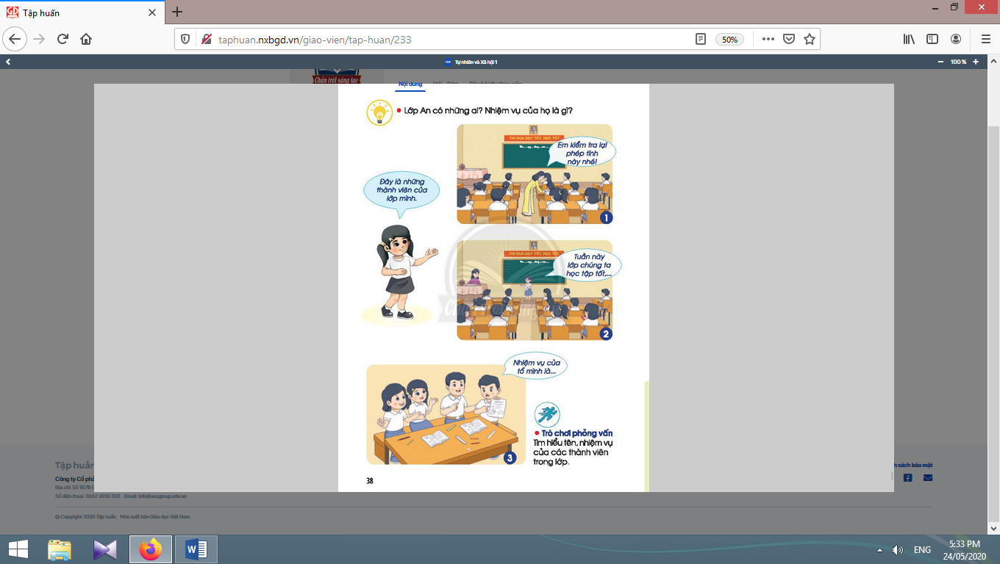 Tập huấn
taphuan.nxbgd.vn/giao-vien/tap-huan/233
50%
Tự nhiên và Xã hội 1
100 %
Chân trời sáng tạo
Nội dung
Lớp An có những ai? Nhiệm vụ của họ là gì?
THI ĐUA DẠY TỐT, HỌC TỐT
Em kiểm tra lại
phép tính
này nhé!
1
Đây là những
thành viên của
lớp mình.
THI ĐUA DẠY TỐT, HỌC TỐT
Tuần này
lớp chúng ta
học tập tốt,...
2
Nhiệm vụ của
tổ mình là...
3
Trò chơi phỏng vấn
Tìm hiểu tên, nhiệm vụ
của các thành viên
trong lớp.
38
Tập huấn
Công ty Cổ
Địa chỉ: Số 187B
Số điện thoại: 0242 2610 333 Email: info@aesgroup.edu.vn
sách bảo mật
© Copyright 2020 Tập huấn - Nhà xuất bản Giáo dục Việt Nam
ENG
5:33 PM
24/05/2020